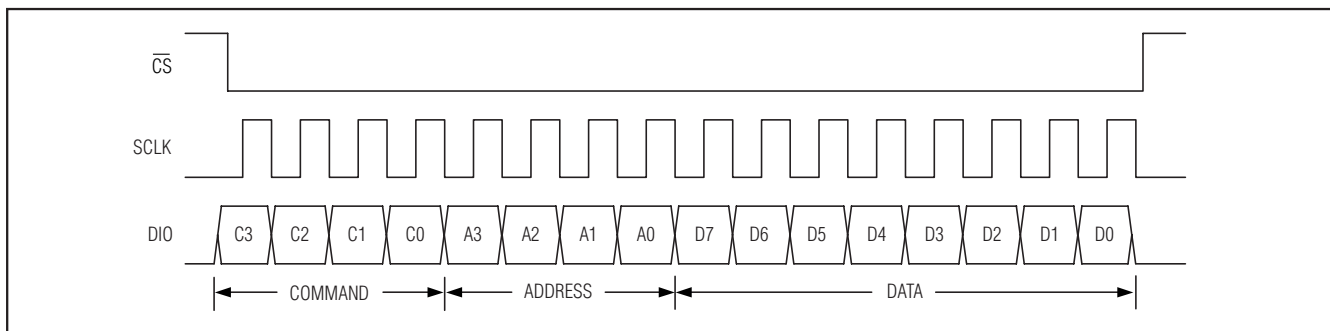 C̅S̅
SCLK
DIO
C3 C2 C1 C0 A3 A2 A1 A0 D7 D6 D5 D4 D3 D2 D1 D0
COMMAND ADDRESS DATA